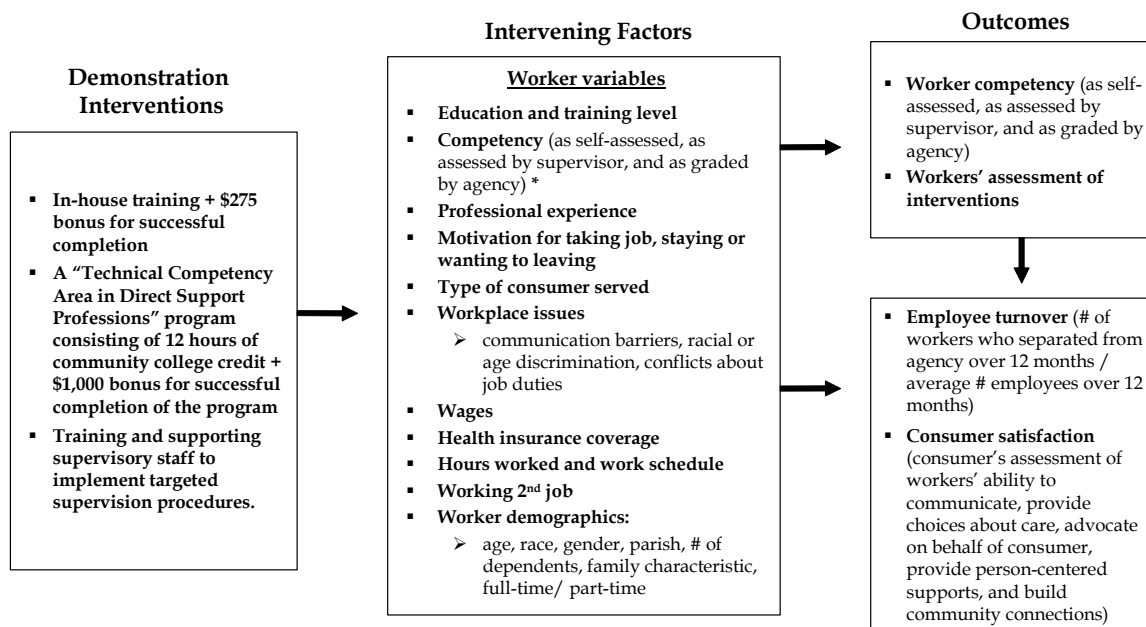 Demonstration
Interventions
▪ In-house training + $275
bonus for successful
completion
▪ A “Technical Competency
Area in Direct Support
Professions” program
consisting of 12 hours of
community college credit +
$1,000 bonus for successful
completion of the program
▪ Training and supporting
supervisory staff to
implement targeted
supervision procedures.
Intervening Factors
Worker variables
▪ Education and training level
▪ Competency (as self-assessed, as
assessed by supervisor, and as graded
by agency) *
▪ Professional experience
▪ Motivation for taking job, staying or
wanting to leaving
▪ Type of consumer served
▪ Workplace issues
➢ communication barriers, racial or
age discrimination, conflicts about
job duties
▪ Wages
▪ Health insurance coverage
▪ Hours worked and work schedule
▪ Working 2nd job
▪ Worker demographics:
➢ age, race, gender, parish, # of
dependents, family characteristic,
full-time/ part-time
Outcomes
▪ Worker competency (as self-
assessed, as assessed by
supervisor, and as graded by
agency)
▪ Workers’ assessment of
interventions
▪ Employee turnover (# of
workers who separated from
agency over 12 months /
average # employees over 12
months)
▪ Consumer satisfaction
(consumer’s assessment of
workers’ ability to
communicate, provide
choices about care, advocate
on behalf of consumer,
provide person-centered
supports, and build
community connections)